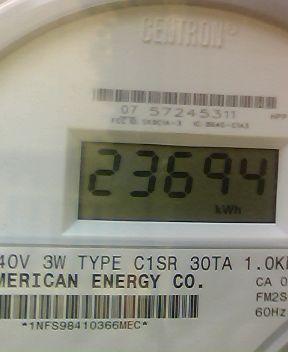 CENTRON®
07 57245311
23694
kWh
40V 3W TYPE C1SR 30TA 1.0K
MERICAN ENERGY CO.
CA 0
FM2S
60Hz
*1NFS98410366MEC*